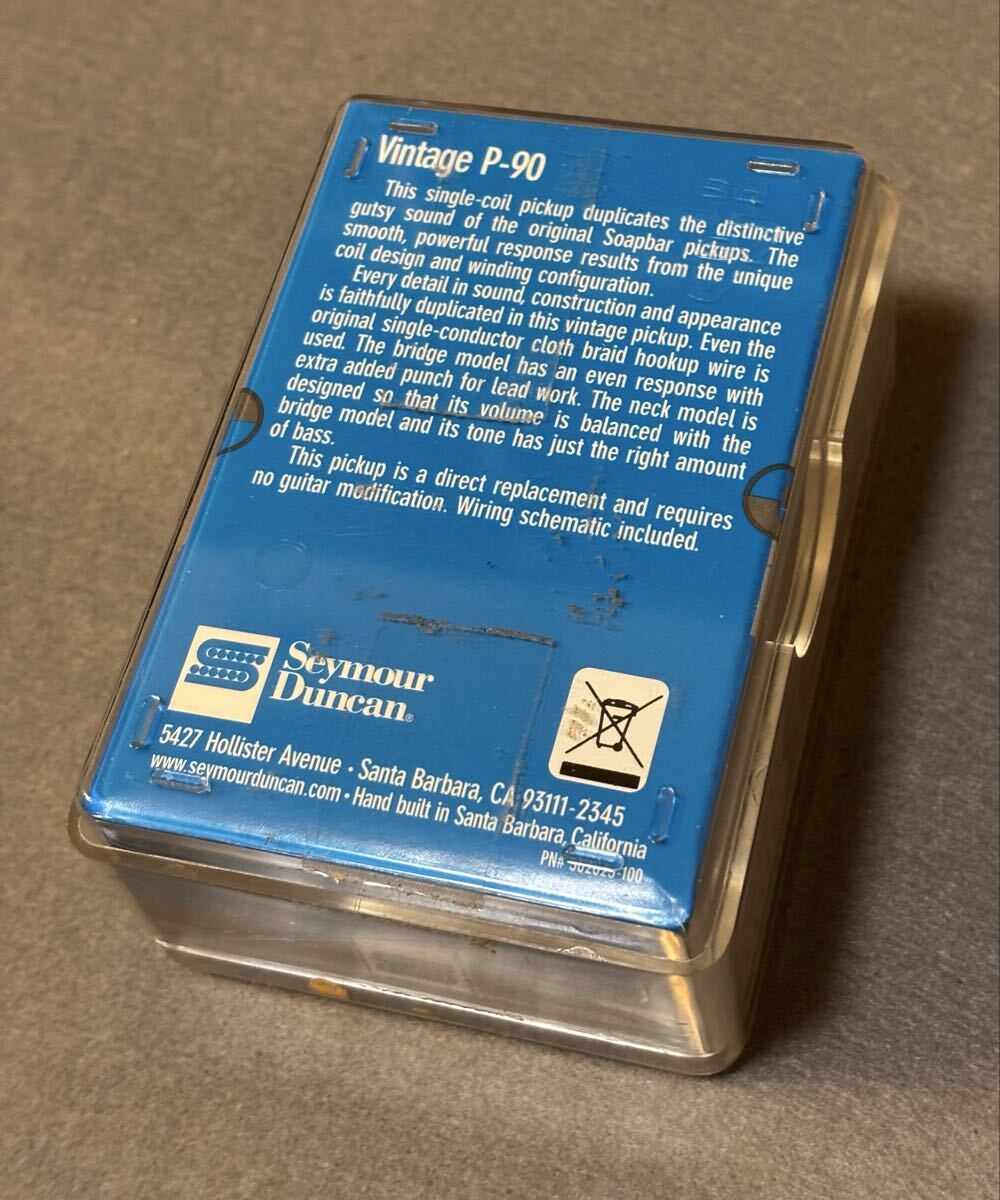 Vintage P-90
This single-coil pickup duplicates the distinctive
gutsy sound of the original Soapbar pickups. The
smooth, powerful response results from the unique
coil design and winding configuration.
Every detail in sound, construction and appearance
is faithfully duplicated in this vintage pickup. Even the
original single-conductor cloth braid hookup wire is
used. The bridge model has an even response with
extra added punch for lead work. The neck model is
designed so that its volume is balanced with the
bridge model and its tone has just the right amount
of bass.
This pickup is a direct replacement and requires
no guitar modification. Wiring schematic included.
Seymour
Duncan®
5427 Hollister Avenue • Santa Barbara, CA 93111-2345
www.seymourduncan.com • Hand built in Santa Barbara, California
PN#